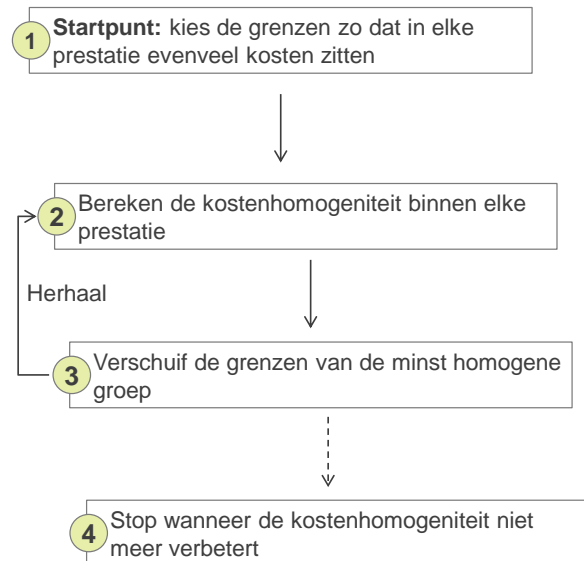 1
Startpunt: kies de grenzen zo dat in elke
prestatie evenveel kosten zitten
2
Bereken de kostenhomogeniteit binnen elke
prestatie
Herhaal
3
Verschuif de grenzen van de minst homogene
groep
4
Stop wanneer de kostenhomogeniteit niet
meer verbetert